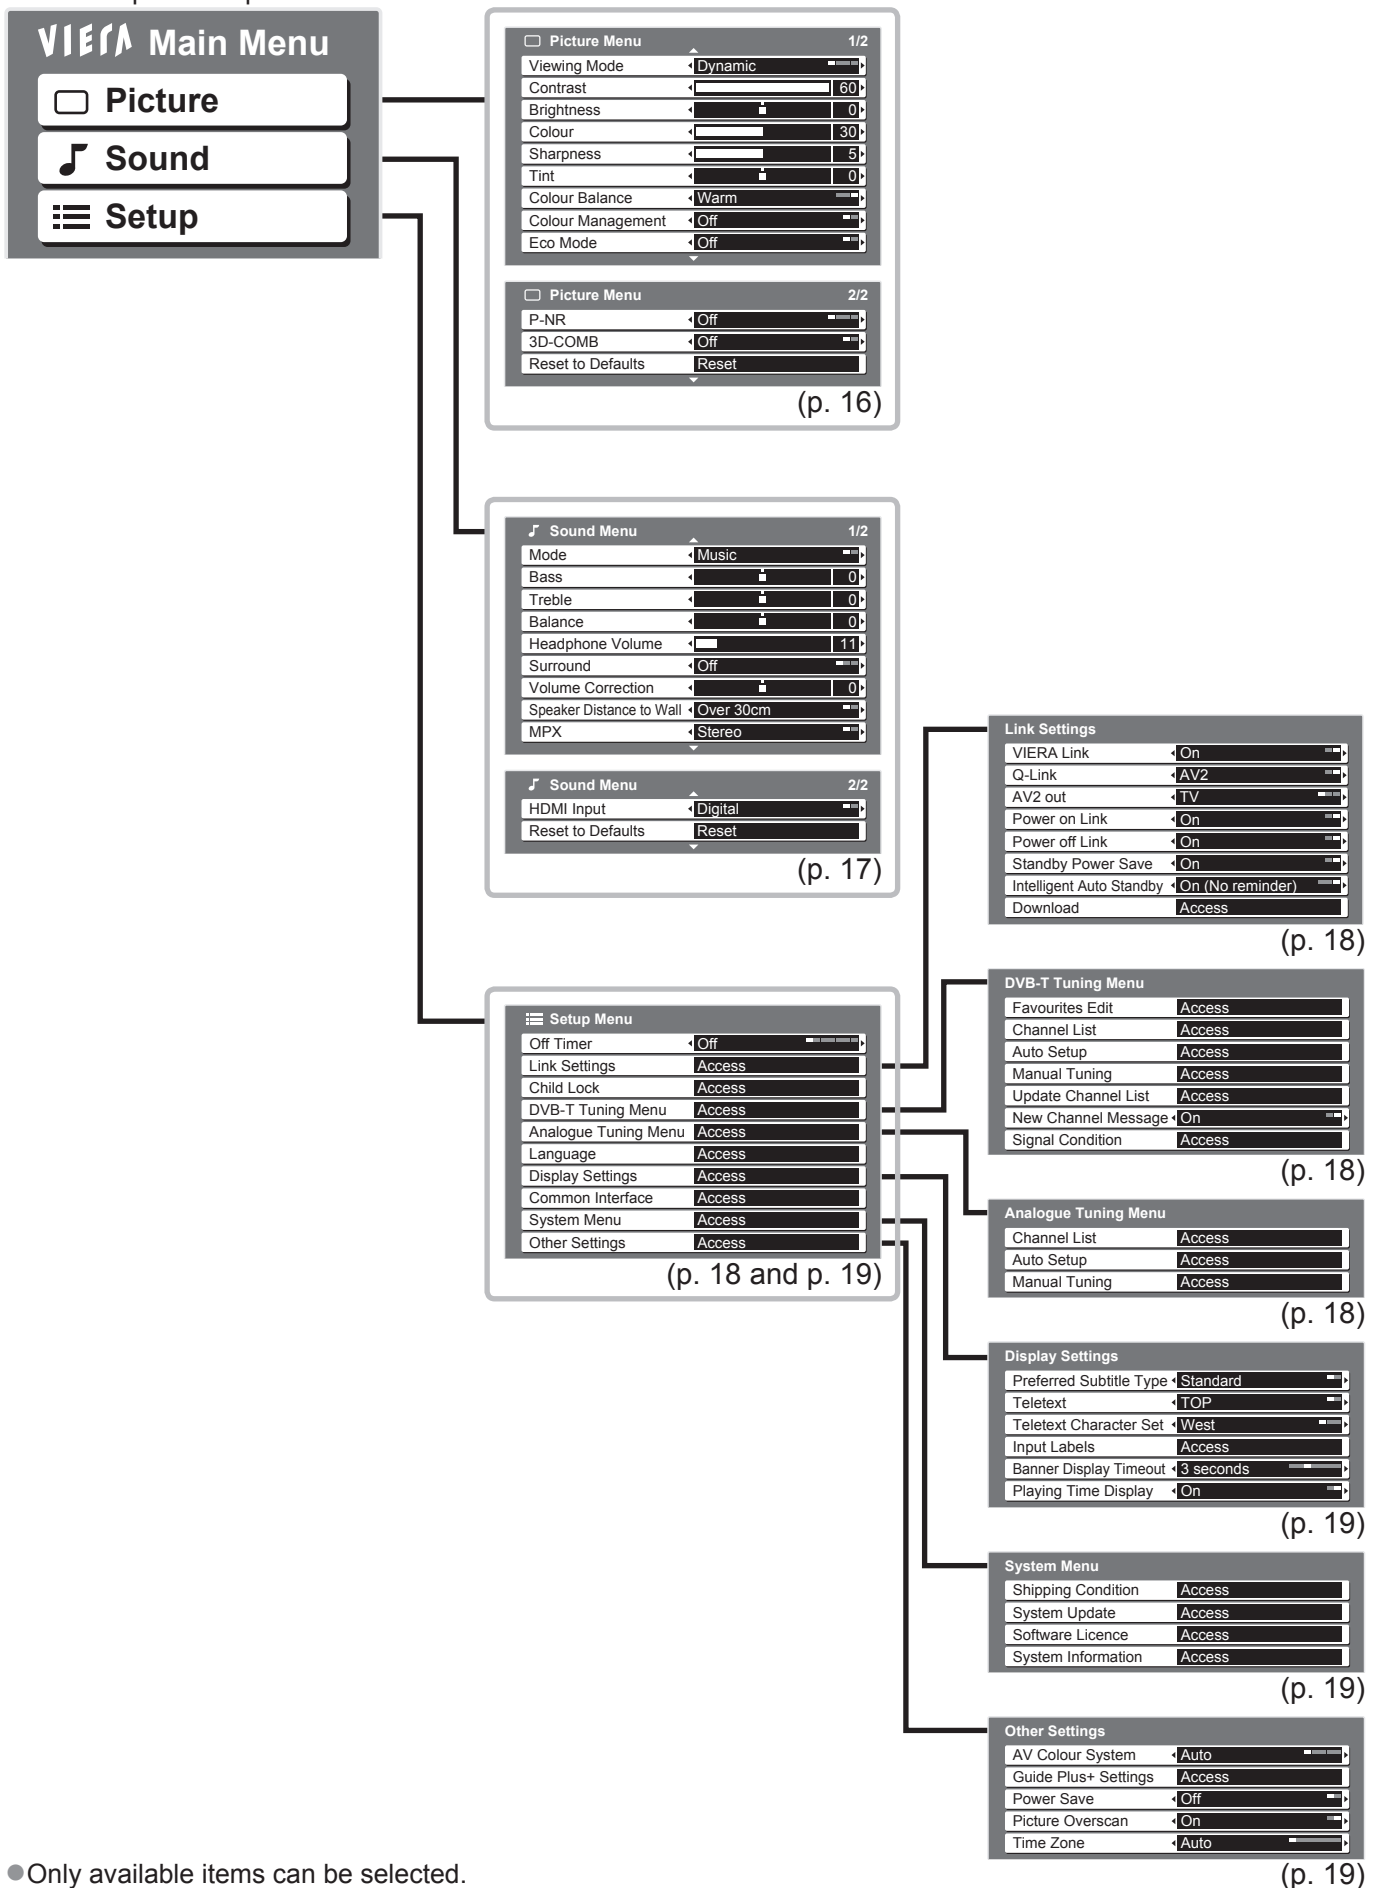 VIERA Main Menu
Picture
Sound
Setup
Picture Menu 1/2
Viewing Mode Dynamic
Contrast 60
Brightness 0
Colour 30
Sharpness 5
Tint 0
Colour Balance Warm
Colour Management Off
Eco Mode Off
Picture Menu 2/2
P-NR Off
3D-COMB Off
Reset to Defaults Reset
(p. 16)
Sound Menu 1/2
Mode Music
Bass 0
Treble 0
Balance 0
Headphone Volume 11
Surround Off
Volume Correction 0
Speaker Distance to Wall Over 30cm
MPX Stereo
Sound Menu 2/2
HDMI Input Digital
Reset to Defaults Reset
(p. 17)
Setup Menu
Off Timer Off
Link Settings Access
Child Lock Access
DVB-T Tuning Menu Access
Analogue Tuning Menu Access
Language Access
Display Settings Access
Common Interface Access
System Menu Access
Other Settings Access
(p. 18 and p. 19)
Link Settings
VIERA Link On
Q-Link AV2
AV2 out TV
Power on Link On
Power off Link On
Standby Power Save On
Intelligent Auto Standby On (No reminder)
Download Access
(p. 18)
DVB-T Tuning Menu
Favourites Edit Access
Channel List Access
Auto Setup Access
Manual Tuning Access
Update Channel List Access
New Channel Message On
Signal Condition Access
(p. 18)
Analogue Tuning Menu
Channel List Access
Auto Setup Access
Manual Tuning Access
(p. 18)
Display Settings
Preferred Subtitle Type Standard
Teletext TOP
Teletext Character Set West
Input Labels Access
Banner Display Timeout 3 seconds
Playing Time Display On
(p. 19)
System Menu
Shipping Condition Access
System Update Access
Software Licence Access
System Information Access
(p. 19)
Other Settings
AV Colour System Auto
Guide Plus+ Settings Access
Power Save Off
Picture Overscan On
Time Zone Auto
(p. 19)
●Only available items can be selected.